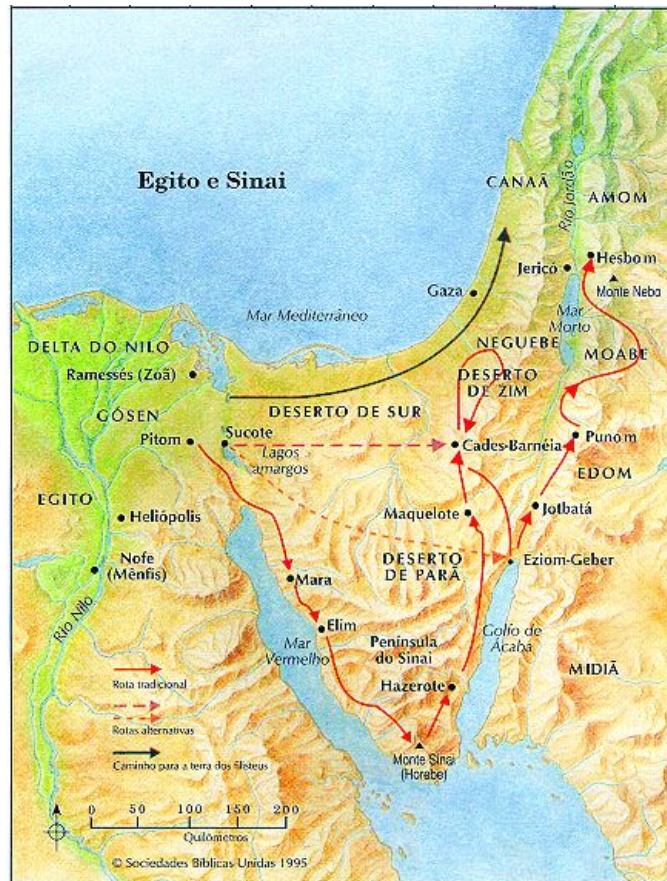 Egito e Sinai
CANAÃ
Rio Jordão
AMOM
Jericó
Hesbom
Monte Nebo
Gaza
Mar Mediterrâneo
Mar
Morto
NEGUEBE
MOABE
DELTA DO NILO
Ramessés (Zoã)
DESERTO
DE ZIM
GÓSEN
DESERTO DE SUR
Pitom
Sucote
Lagos
amargos
Cades-Barnéia
Punom
EDOM
EGITO
Heliópolis
Maquelote
Jotbatá
Nofe
(Mênfis)
DESERTO
DE PARÃ
Eziom-Geber
Mara
Rio Nilo
Elim
Mar
Vermelho
Península
do Sinai
Golfo de
Acabá
MIDIÃ
Hazerote
Rota tradicional
Rotas alternativas
Monte Sinai
(Horebe)
Caminho para a terra dos filisteus
0 50 100 200
Quilômetros
© Sociedades Bíblicas Unidas 1995